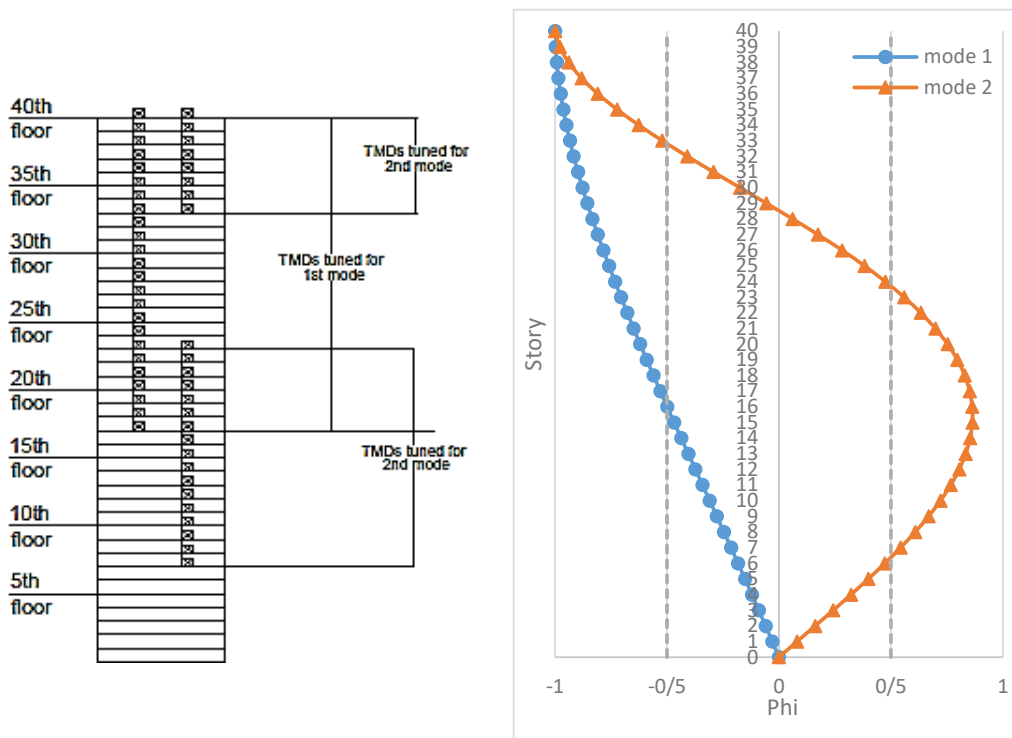 40th
floor
35th
floor
30th
floor
25th
floor
20th
floor
15th
floor
10th
floor
5th
floor
TMDs tuned for
2nd mode
TMDs tuned for
1st mode
TMDs tuned for
2nd mode
Story
40
39
38
37
36
35
34
33
32
31
30
29
28
27
26
25
24
23
22
21
20
19
18
17
16
15
14
13
12
11
10
9
8
7
6
5
4
3
2
1
0
mode 1
mode 2
-1 -0/5 0 0/5 1
Phi